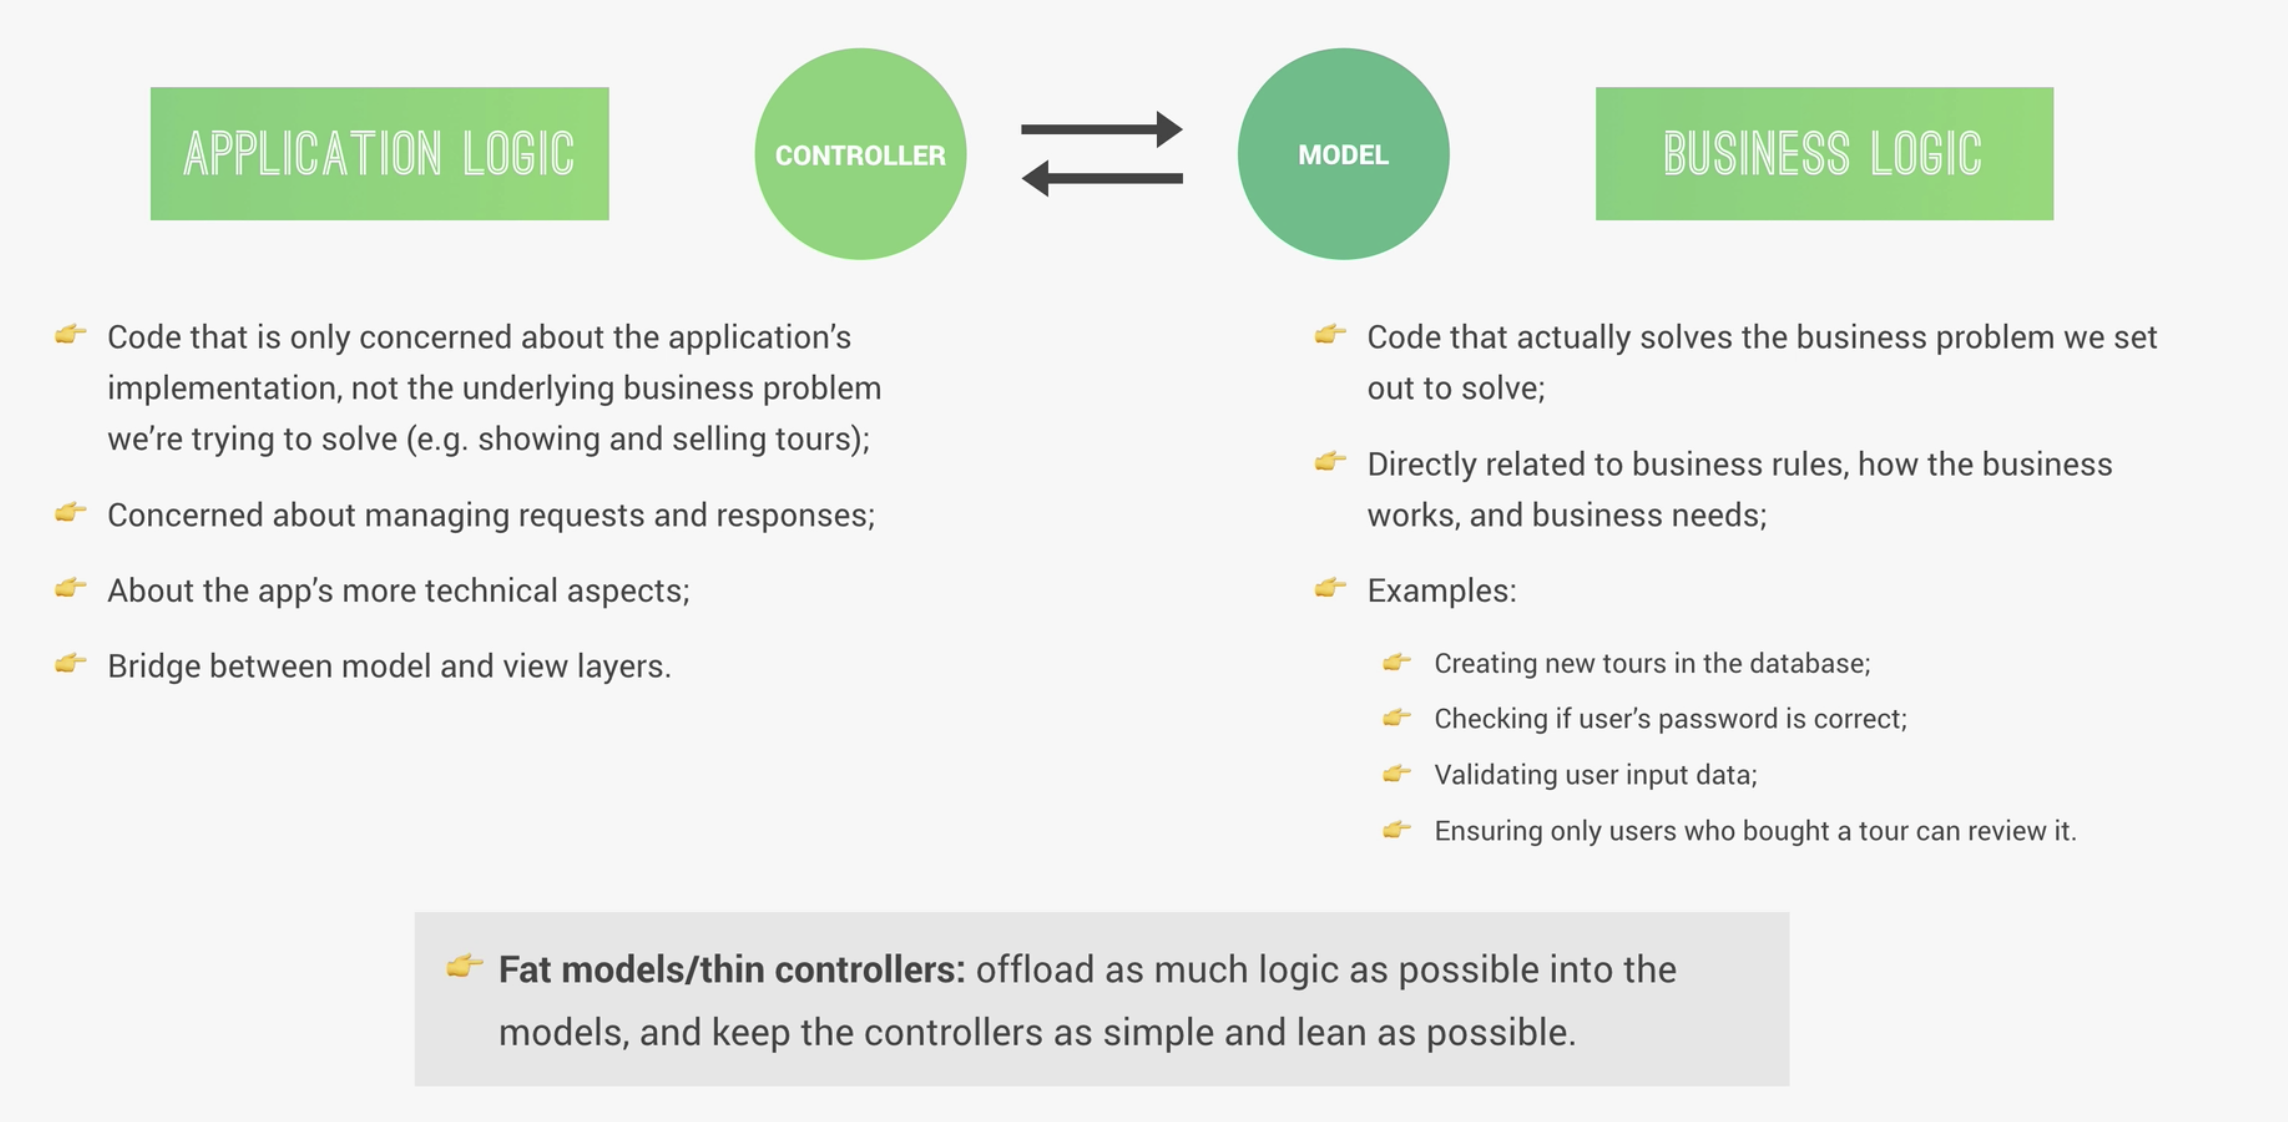 APPLICATION LOGIC
CONTROLLER
MODEL
BUSINESS LOGIC
Code that is only concerned about the application’s
implementation, not the underlying business problem
we’re trying to solve (e.g. showing and selling tours);
Concerned about managing requests and responses;
About the app’s more technical aspects;
Bridge between model and view layers.
Code that actually solves the business problem we set
out to solve;
Directly related to business rules, how the business
works, and business needs;
Examples:
Creating new tours in the database;
Checking if user’s password is correct;
Validating user input data;
Ensuring only users who bought a tour can review it.
Fat models/thin controllers: offload as much logic as possible into the
models, and keep the controllers as simple and lean as possible.